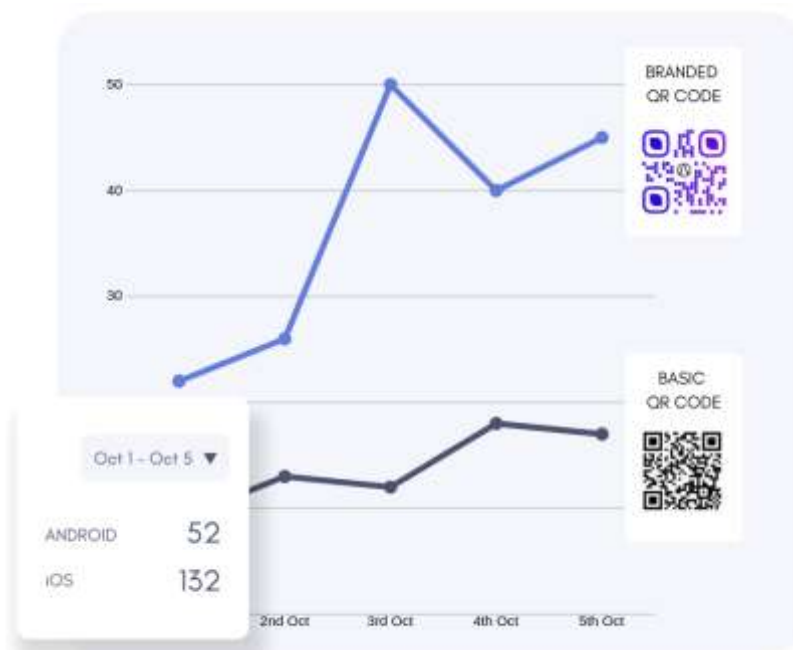 50
40
30
BRANDED
QR CODE
BASIC
QR CODE
Oct 1 - Oct 5 ▼
ANDROID 52
iOS 132
2nd Oct 3rd Oct 4th Oct 5th Oct